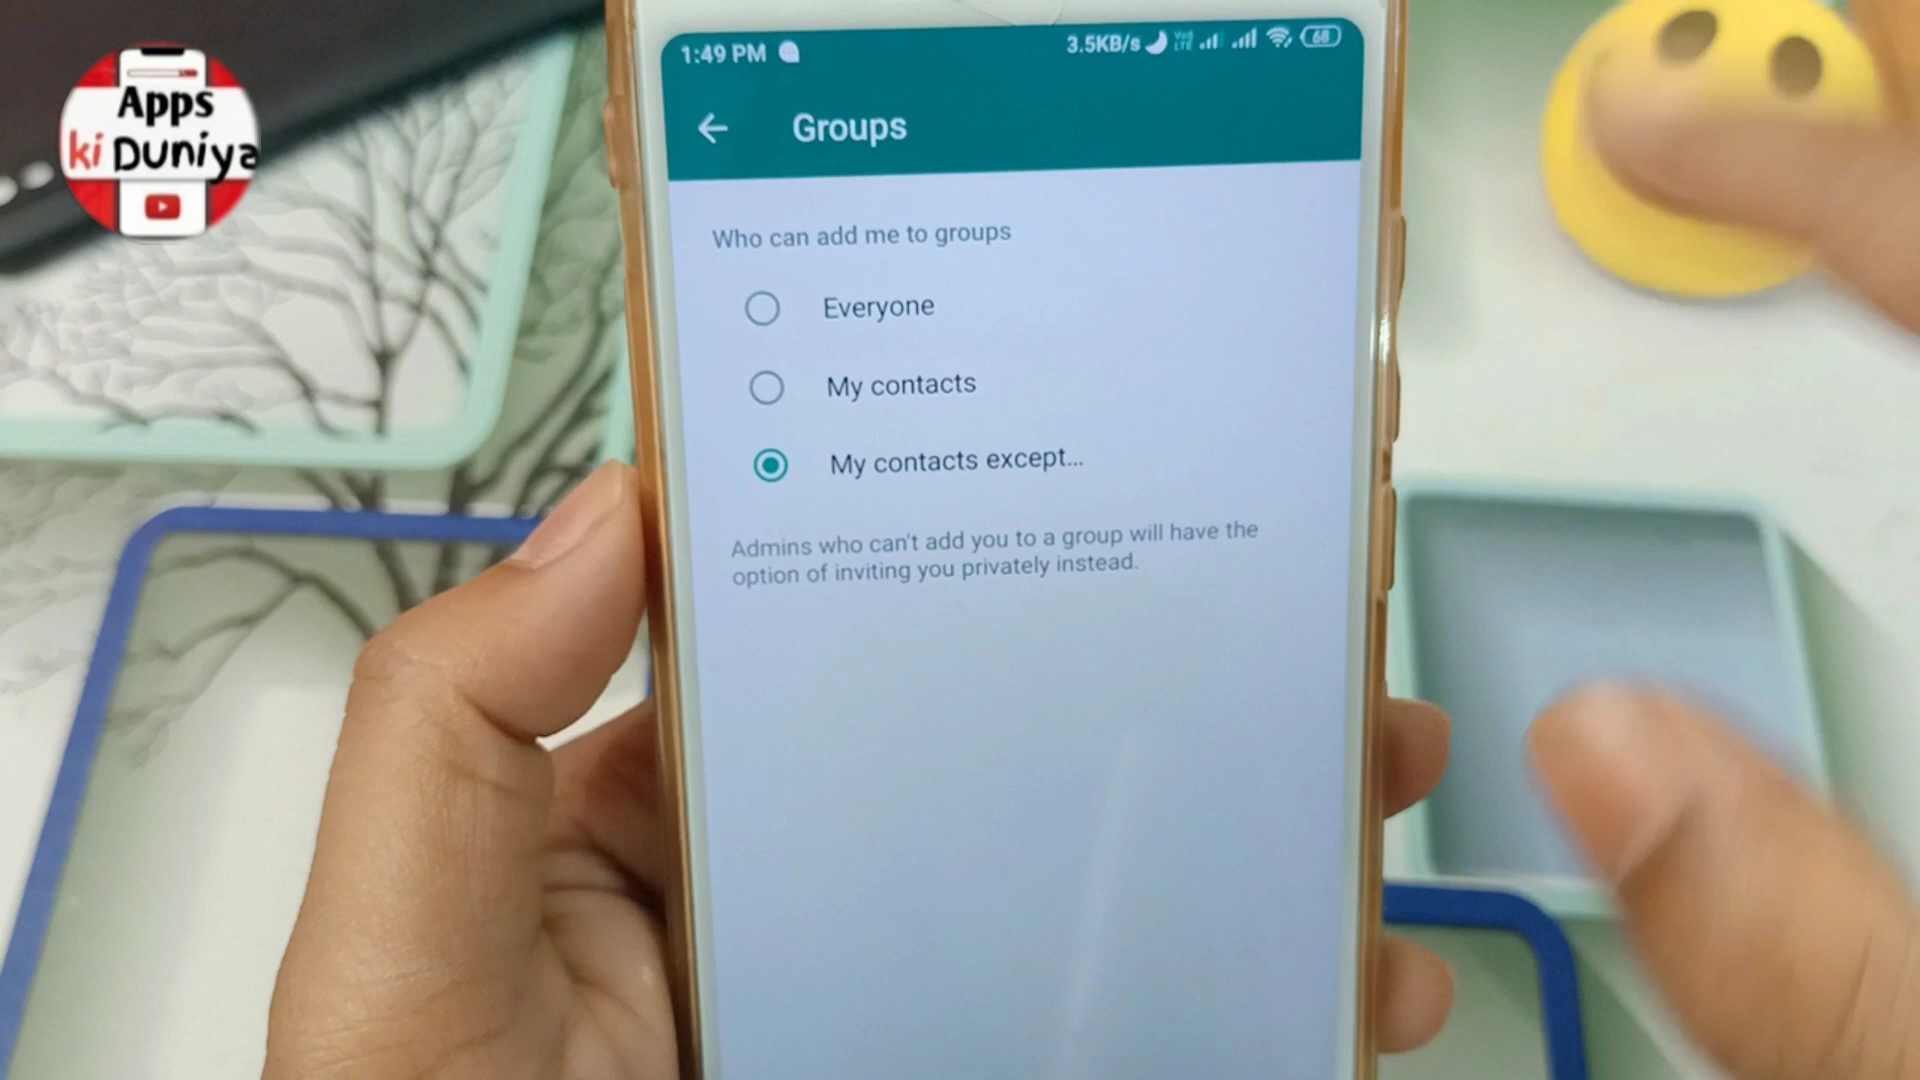 Apps
ki Duniya
1:49 PM
3.5KB/s
68
Groups
Who can add me to groups
Everyone
My contacts
My contacts except...
Admins who can't add you to a group will have the
option of inviting you privately instead.